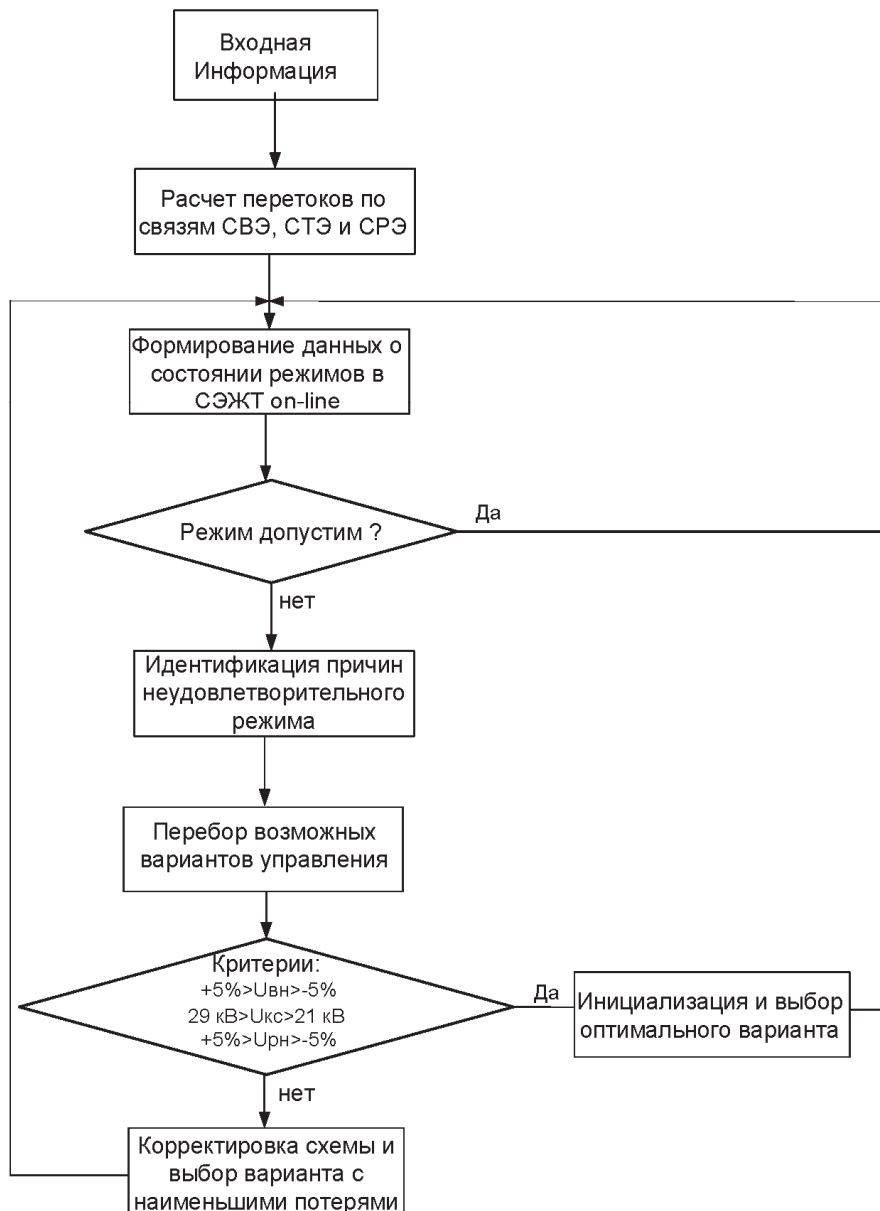 Входная
Информация
Расчет перетоков по
связям СВЭ, СТЭ и СРЭ
Формирование данных о
состоянии режимов в
СЭЖТ on-line
Режим допустим ?
Да
нет
Идентификация причин
неудовлетворительного
режима
Перебор возможных
вариантов управления
Критерии:
+5%>Uвн>-5%
29 кВ>Uкс>21 кВ
+5%>Uрн>-5%
Да
Инициализация и выбор
оптимального варианта
нет
Корректировка схемы и
выбор варианта с
наименьшими потерями